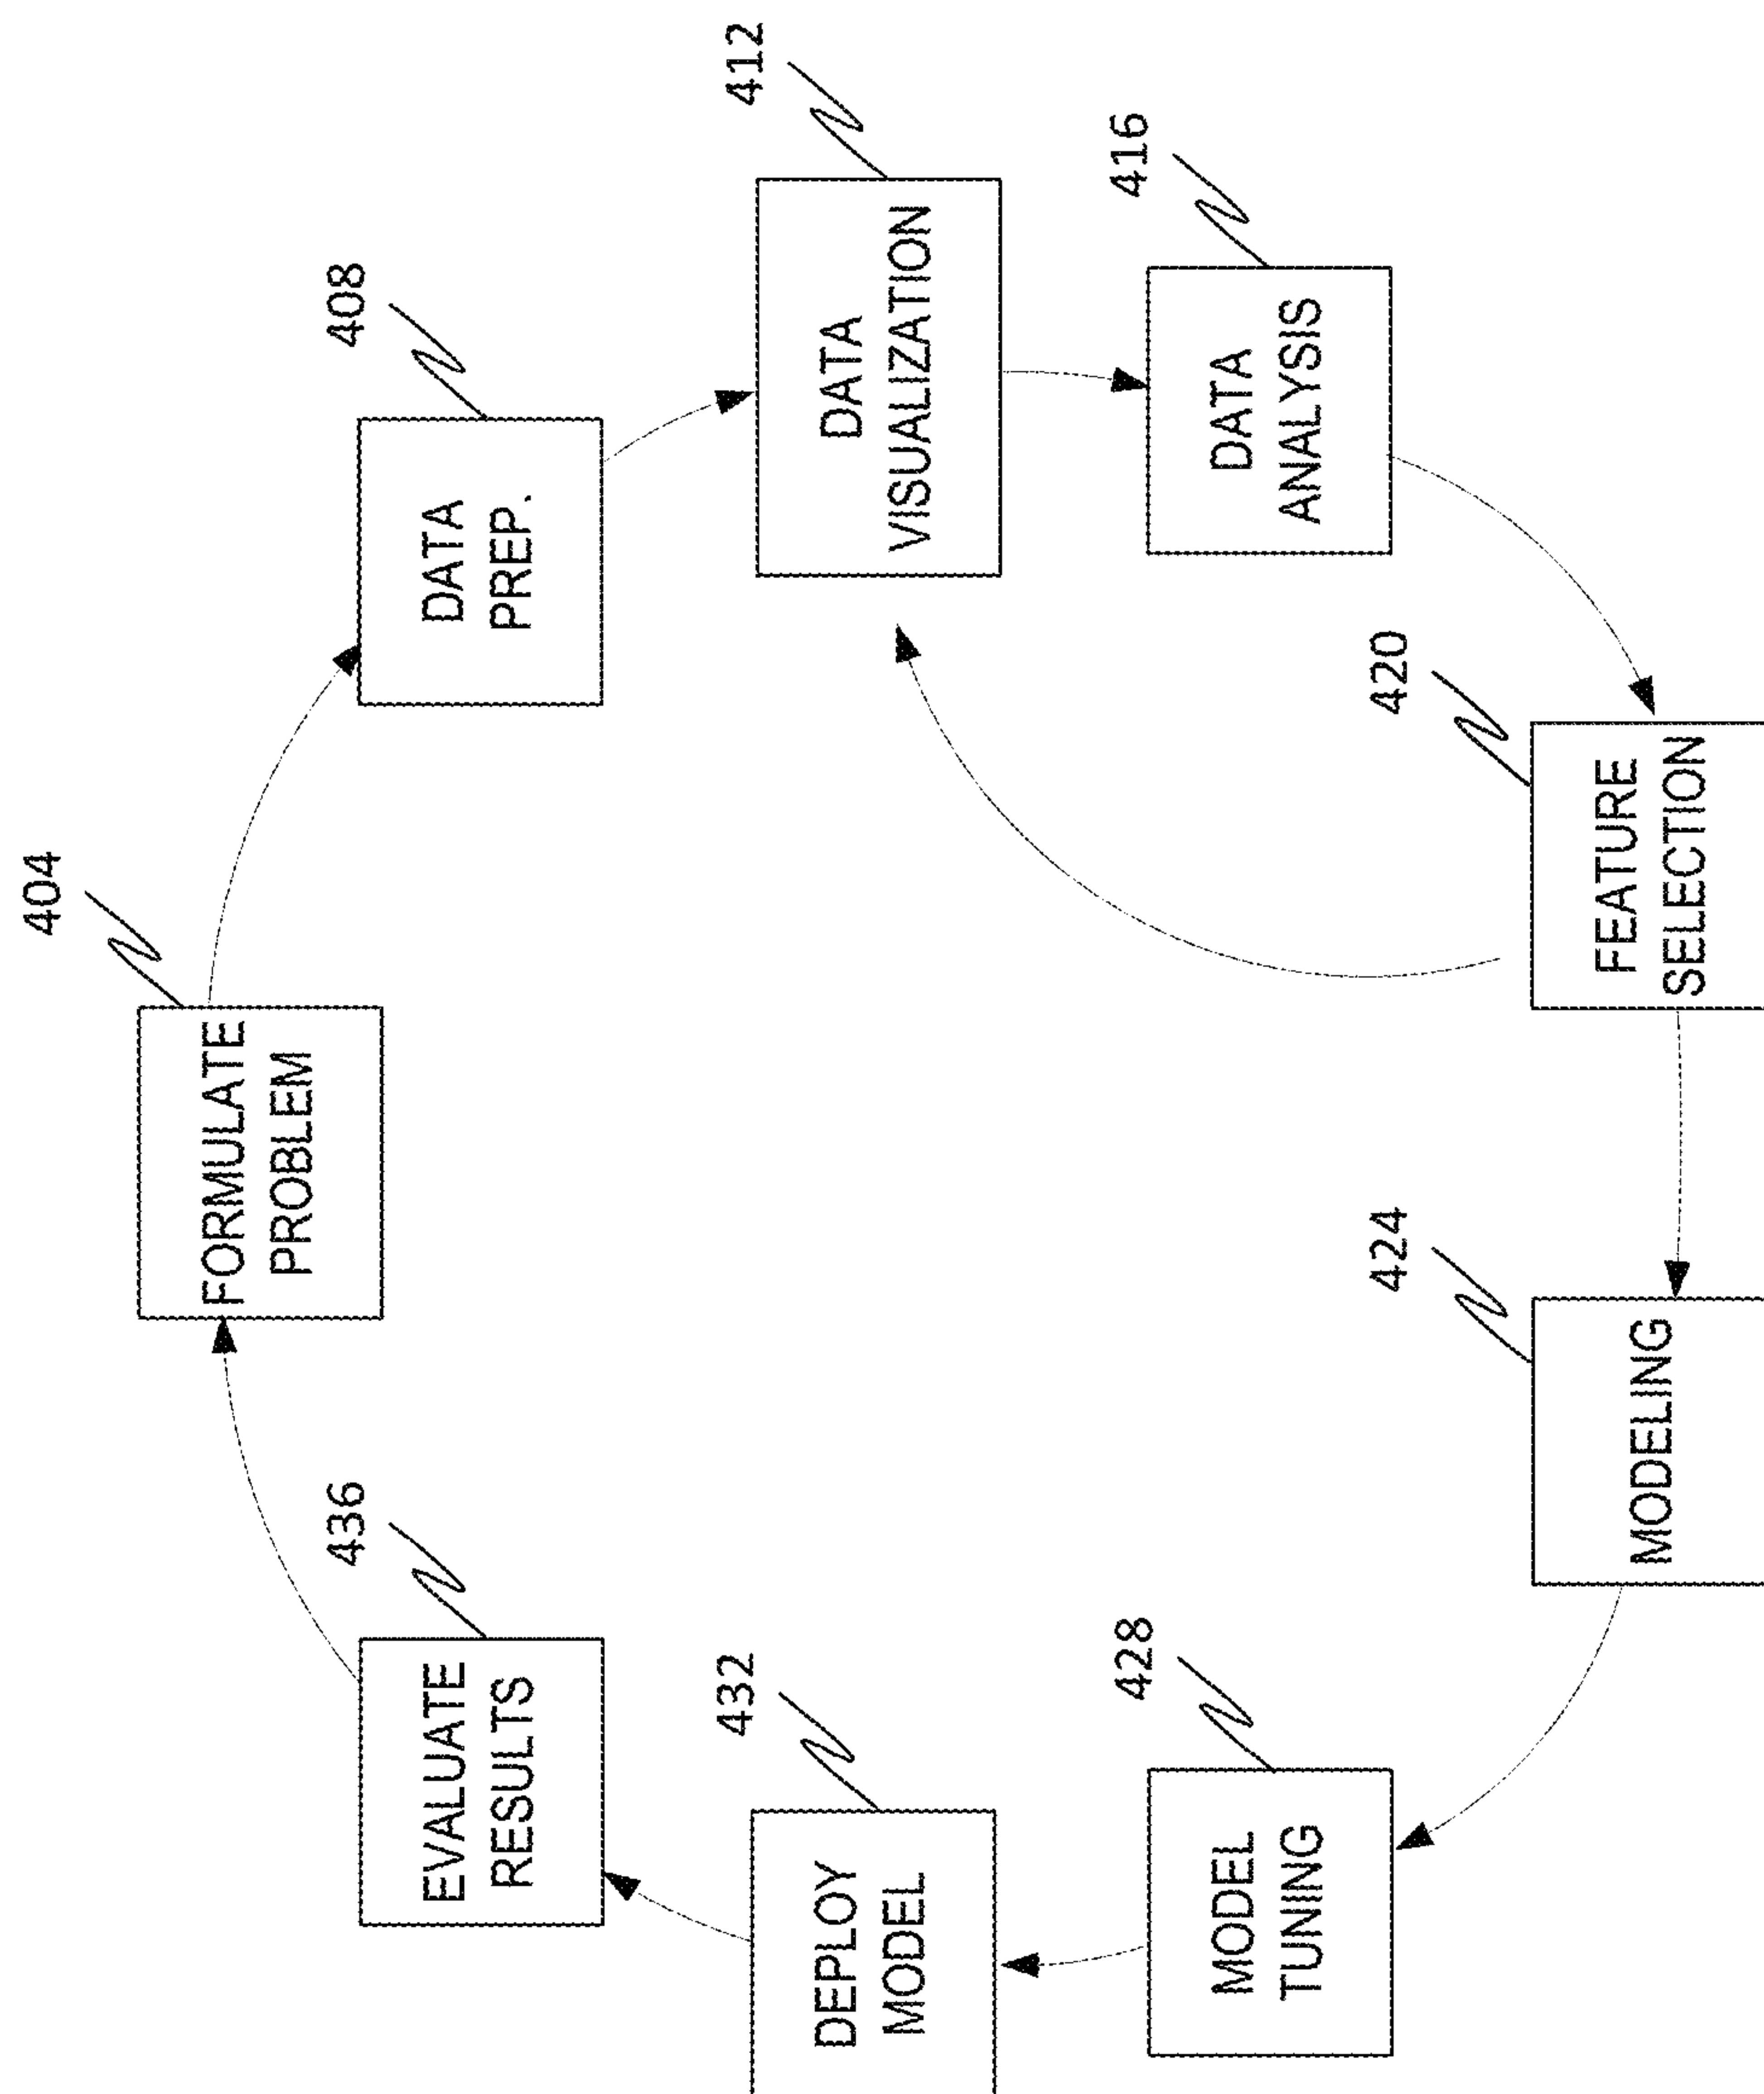 404
FORMULATE
PROBLEM
408
DATA
PREP.
412
DATA
VISUALIZATION
416
DATA
ANALYSIS
420
FEATURE
SELECTION
424
MODELING
428
MODEL
TUNING
432
DEPLOY
MODEL
436
EVALUATE
RESULTS